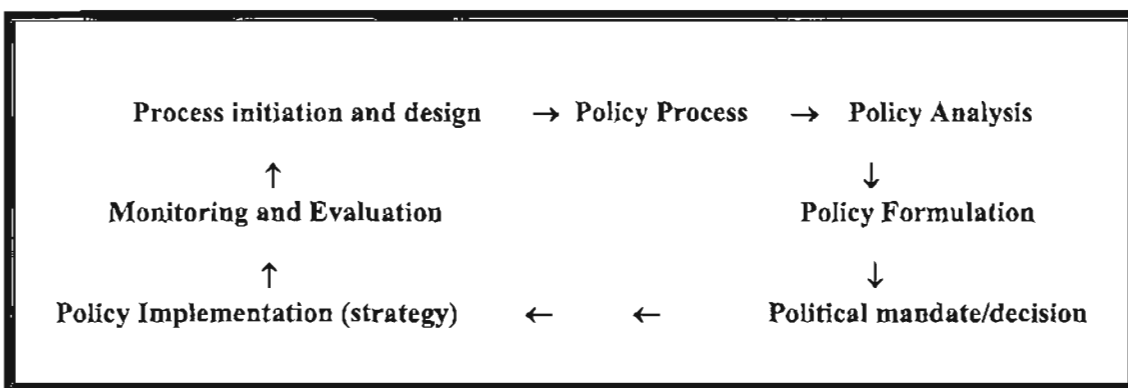 Process initiation and design → Policy Process → Policy Analysis
↑ ↓
Monitoring and Evaluation Policy Formulation
↑ ↓
Policy Implementation (strategy) ← ← Political mandate/decision